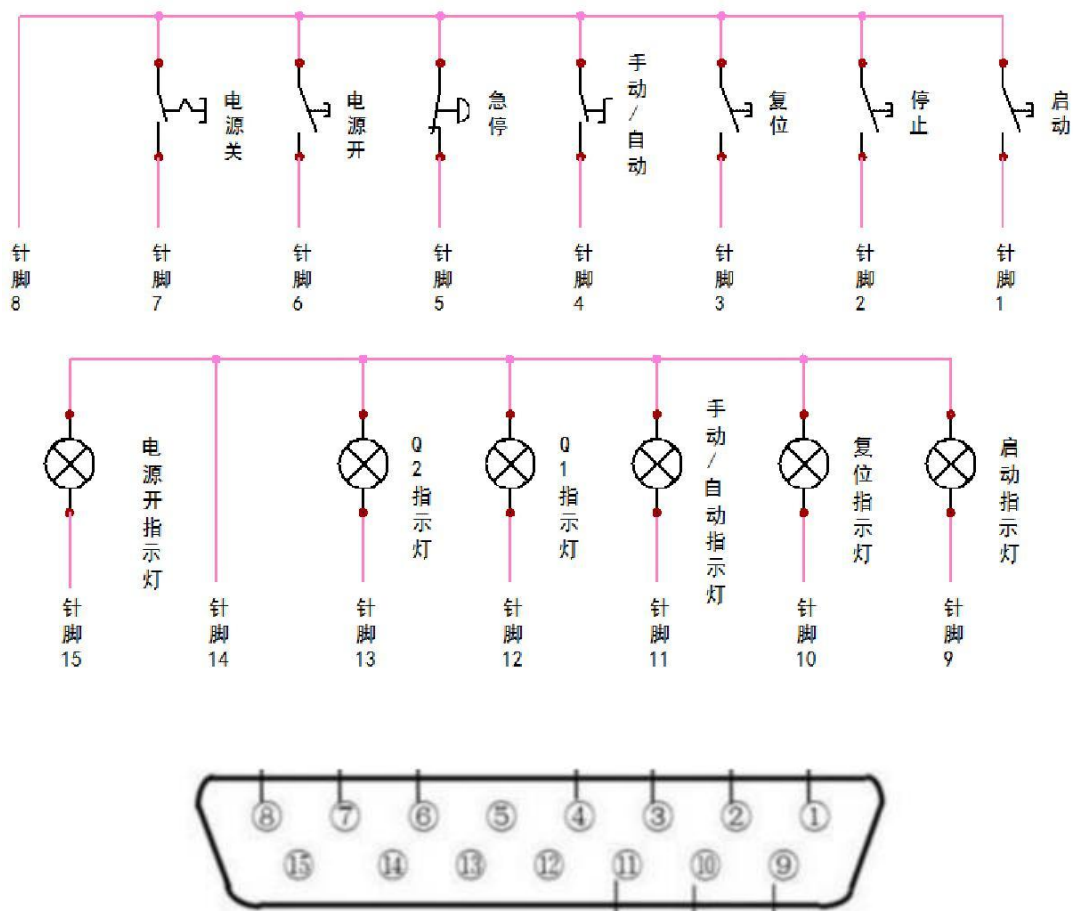 电源关
电源开
急停
手动/自动
复位
停止
启动
针脚8
针脚7
针脚6
针脚5
针脚4
针脚3
针脚2
针脚1
电源开指示灯
Q2指示灯
Q1指示灯
手动/自动指示灯
复位指示灯
启动指示灯
针脚15
针脚14
针脚13
针脚12
针脚11
针脚10
针脚9
⑧ ⑦ ⑥ ⑤ ④ ③ ② ①
⑮ ⑭ ⑬ ⑫ ⑪ ⑩ ⑨